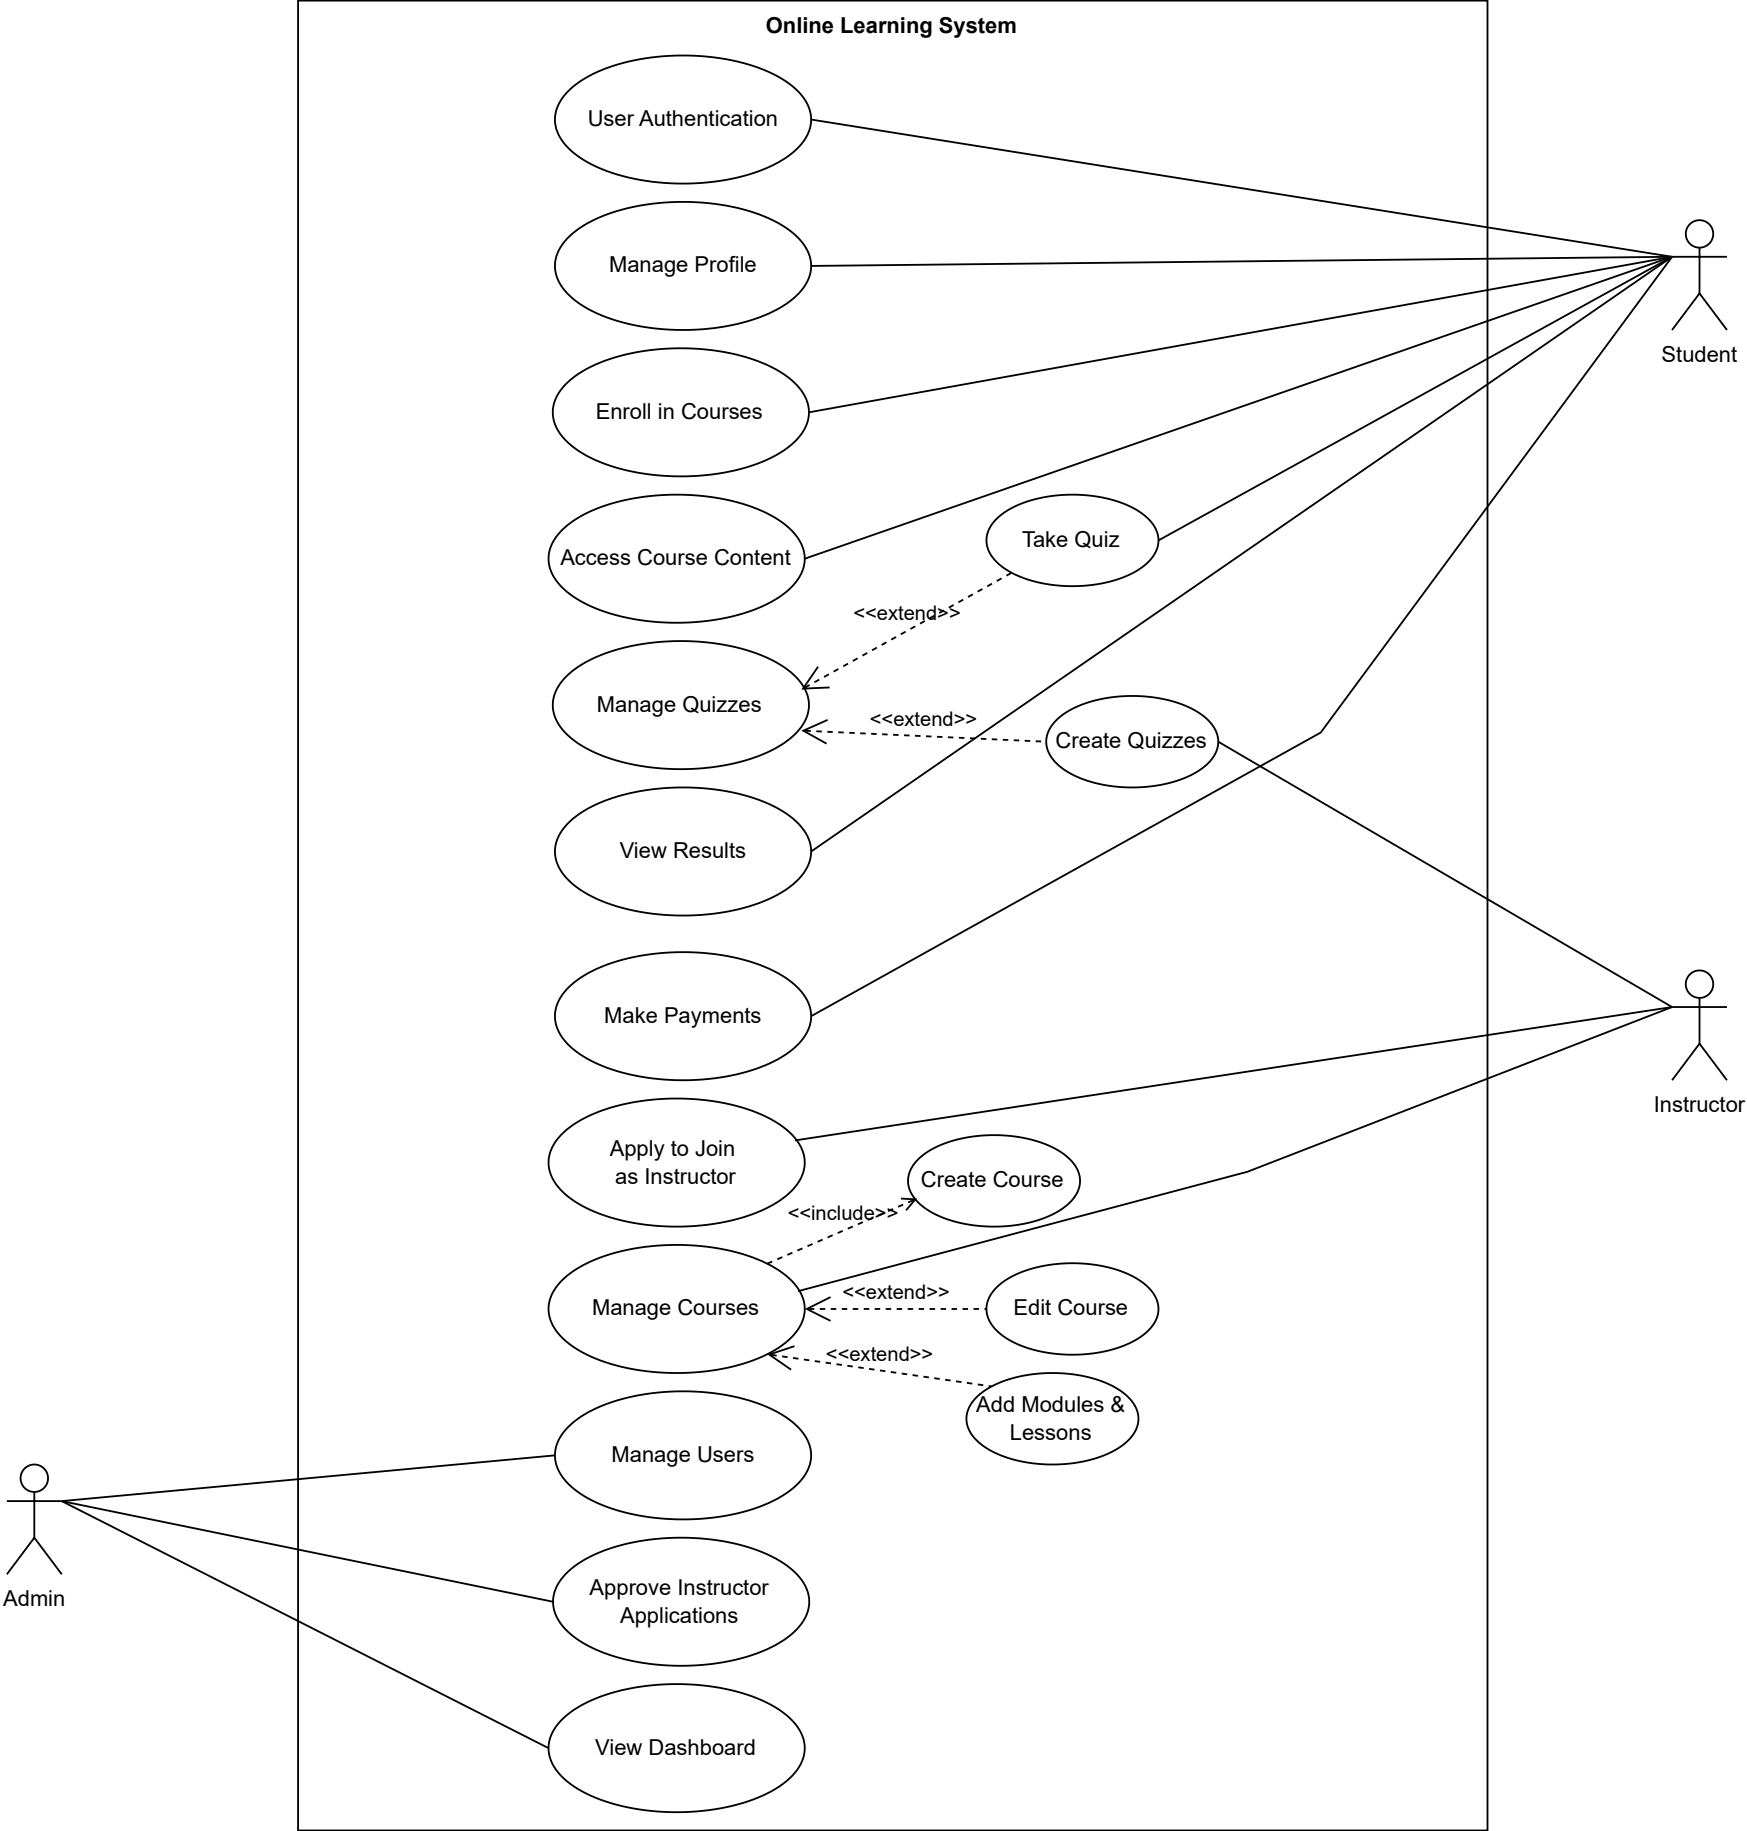 Online Learning System
User Authentication
Manage Profile
Student
Enroll in Courses
Take Quiz
Access Course Content
<<extend>>
Manage Quizzes
<<extend>>
Create Quizzes
View Results
Make Payments
Instructor
Apply to Join
as Instructor
Create Course
<<include>>
<<extend>>
Manage Courses
Edit Course
<<extend>>
Add Modules &
Lessons
Manage Users
Admin
Approve Instructor
Applications
View Dashboard